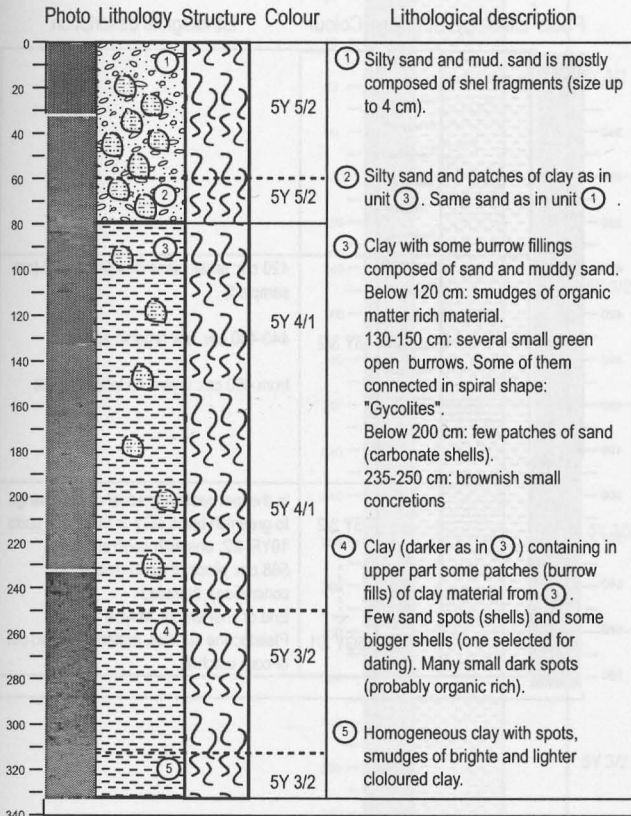 Photo Lithology Structure Colour Lithological description
0
20
40
60
80
100
120
140
160
180
200
220
240
260
280
300
320
340
1
2
3
4
5
5Y 5/2
5Y 5/2
5Y 4/1
5Y 4/1
5Y 3/2
5Y 3/2
1 Silty sand and mud. sand is mostly
composed of shel fragments (size up
to 4 cm).
2 Silty sand and patches of clay as in
unit 3. Same sand as in unit 1.
3 Clay with some burrow fillings
composed of sand and muddy sand.
Below 120 cm: smudges of organic
matter rich material.
130-150 cm: several small green
open burrows. Some of them
connected in spiral shape:
"Gycolites".
Below 200 cm: few patches of sand
(carbonate shells).
235-250 cm: brownish small
concretions
4 Clay (darker as in 3) containing in
upper part some patches (burrow
fills) of clay material from 3.
Few sand spots (shells) and some
bigger shells (one selected for
dating). Many small dark spots
(probably organic rich).
5 Homogeneous clay with spots,
smudges of brighte and lighter
cloloured clay.